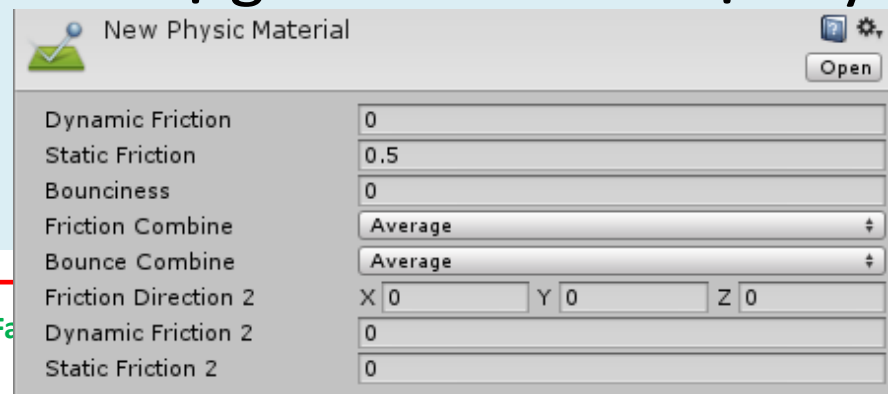 New Physic Material
Open
Dynamic Friction 0
Static Friction 0.5
Bounciness 0
Friction Combine Average
Bounce Combine Average
Friction Direction 2 X 0 Y 0 Z 0
Dynamic Friction 2 0
Static Friction 2 0